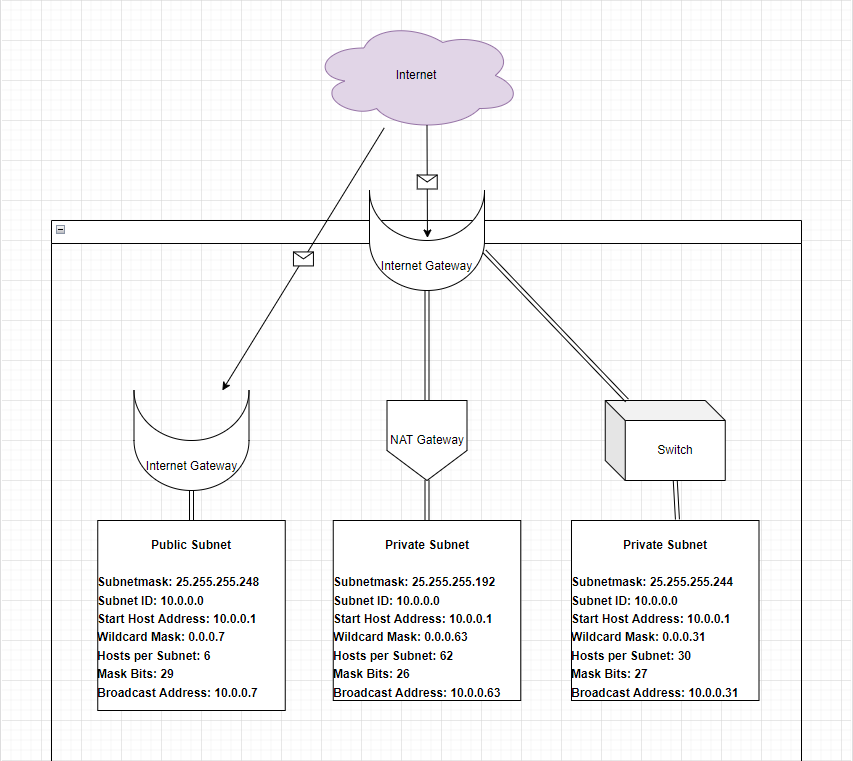 Internet
Internet Gateway
NAT Gateway
Switch
Internet Gateway
Public Subnet
Subnetmask: 25.255.255.248
Subnet ID: 10.0.0.0
Start Host Address: 10.0.0.1
Wildcard Mask: 0.0.0.7
Hosts per Subnet: 6
Mask Bits: 29
Broadcast Address: 10.0.0.7
Private Subnet
Subnetmask: 25.255.255.192
Subnet ID: 10.0.0.0
Start Host Address: 10.0.0.1
Wildcard Mask: 0.0.0.63
Hosts per Subnet: 62
Mask Bits: 26
Broadcast Address: 10.0.0.63
Private Subnet
Subnetmask: 25.255.255.244
Subnet ID: 10.0.0.0
Start Host Address: 10.0.0.1
Wildcard Mask: 0.0.0.31
Hosts per Subnet: 30
Mask Bits: 27
Broadcast Address: 10.0.0.31